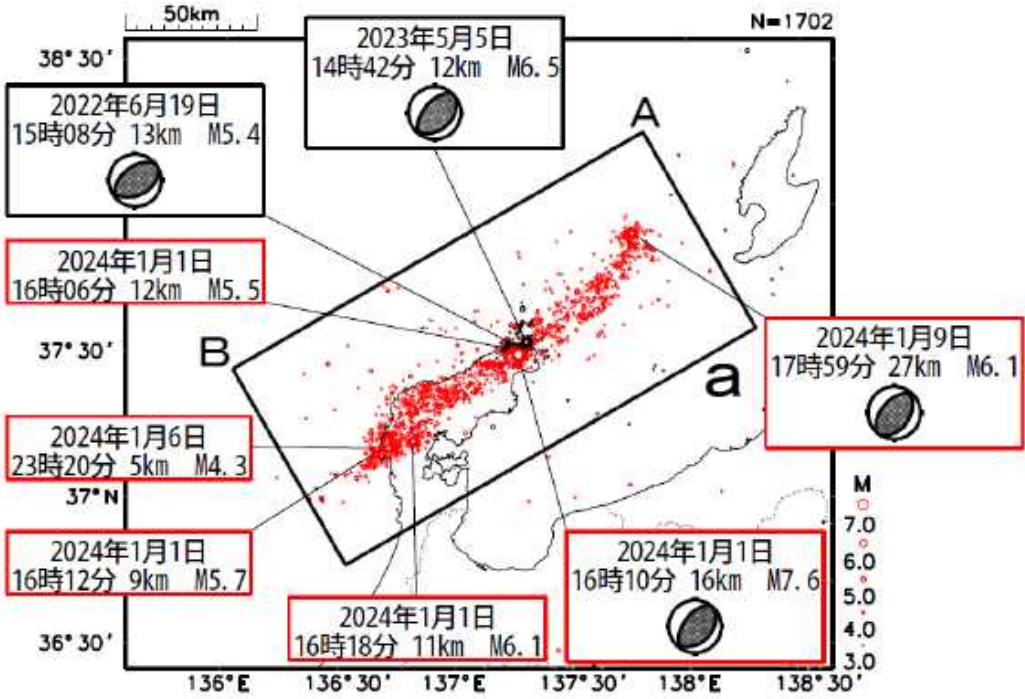 50km
N=1702
38°30'
2023年5月5日
14時42分 12km M6.5
2022年6月19日
15時08分 13km M5.4
A
2024年1月1日
16時06分 12km M5.5
37°30'
B
2024年1月9日
17時59分 27km M6.1
a
2024年1月6日
23時20分 5km M4.3
37°N
M
7.0
6.0
5.0
4.0
3.0
2024年1月1日
16時12分 9km M5.7
2024年1月1日
16時10分 16km M7.6
2024年1月1日
16時18分 11km M6.1
36°30'
136°E
136°30'
137°E
137°30'
138°E
138°30'